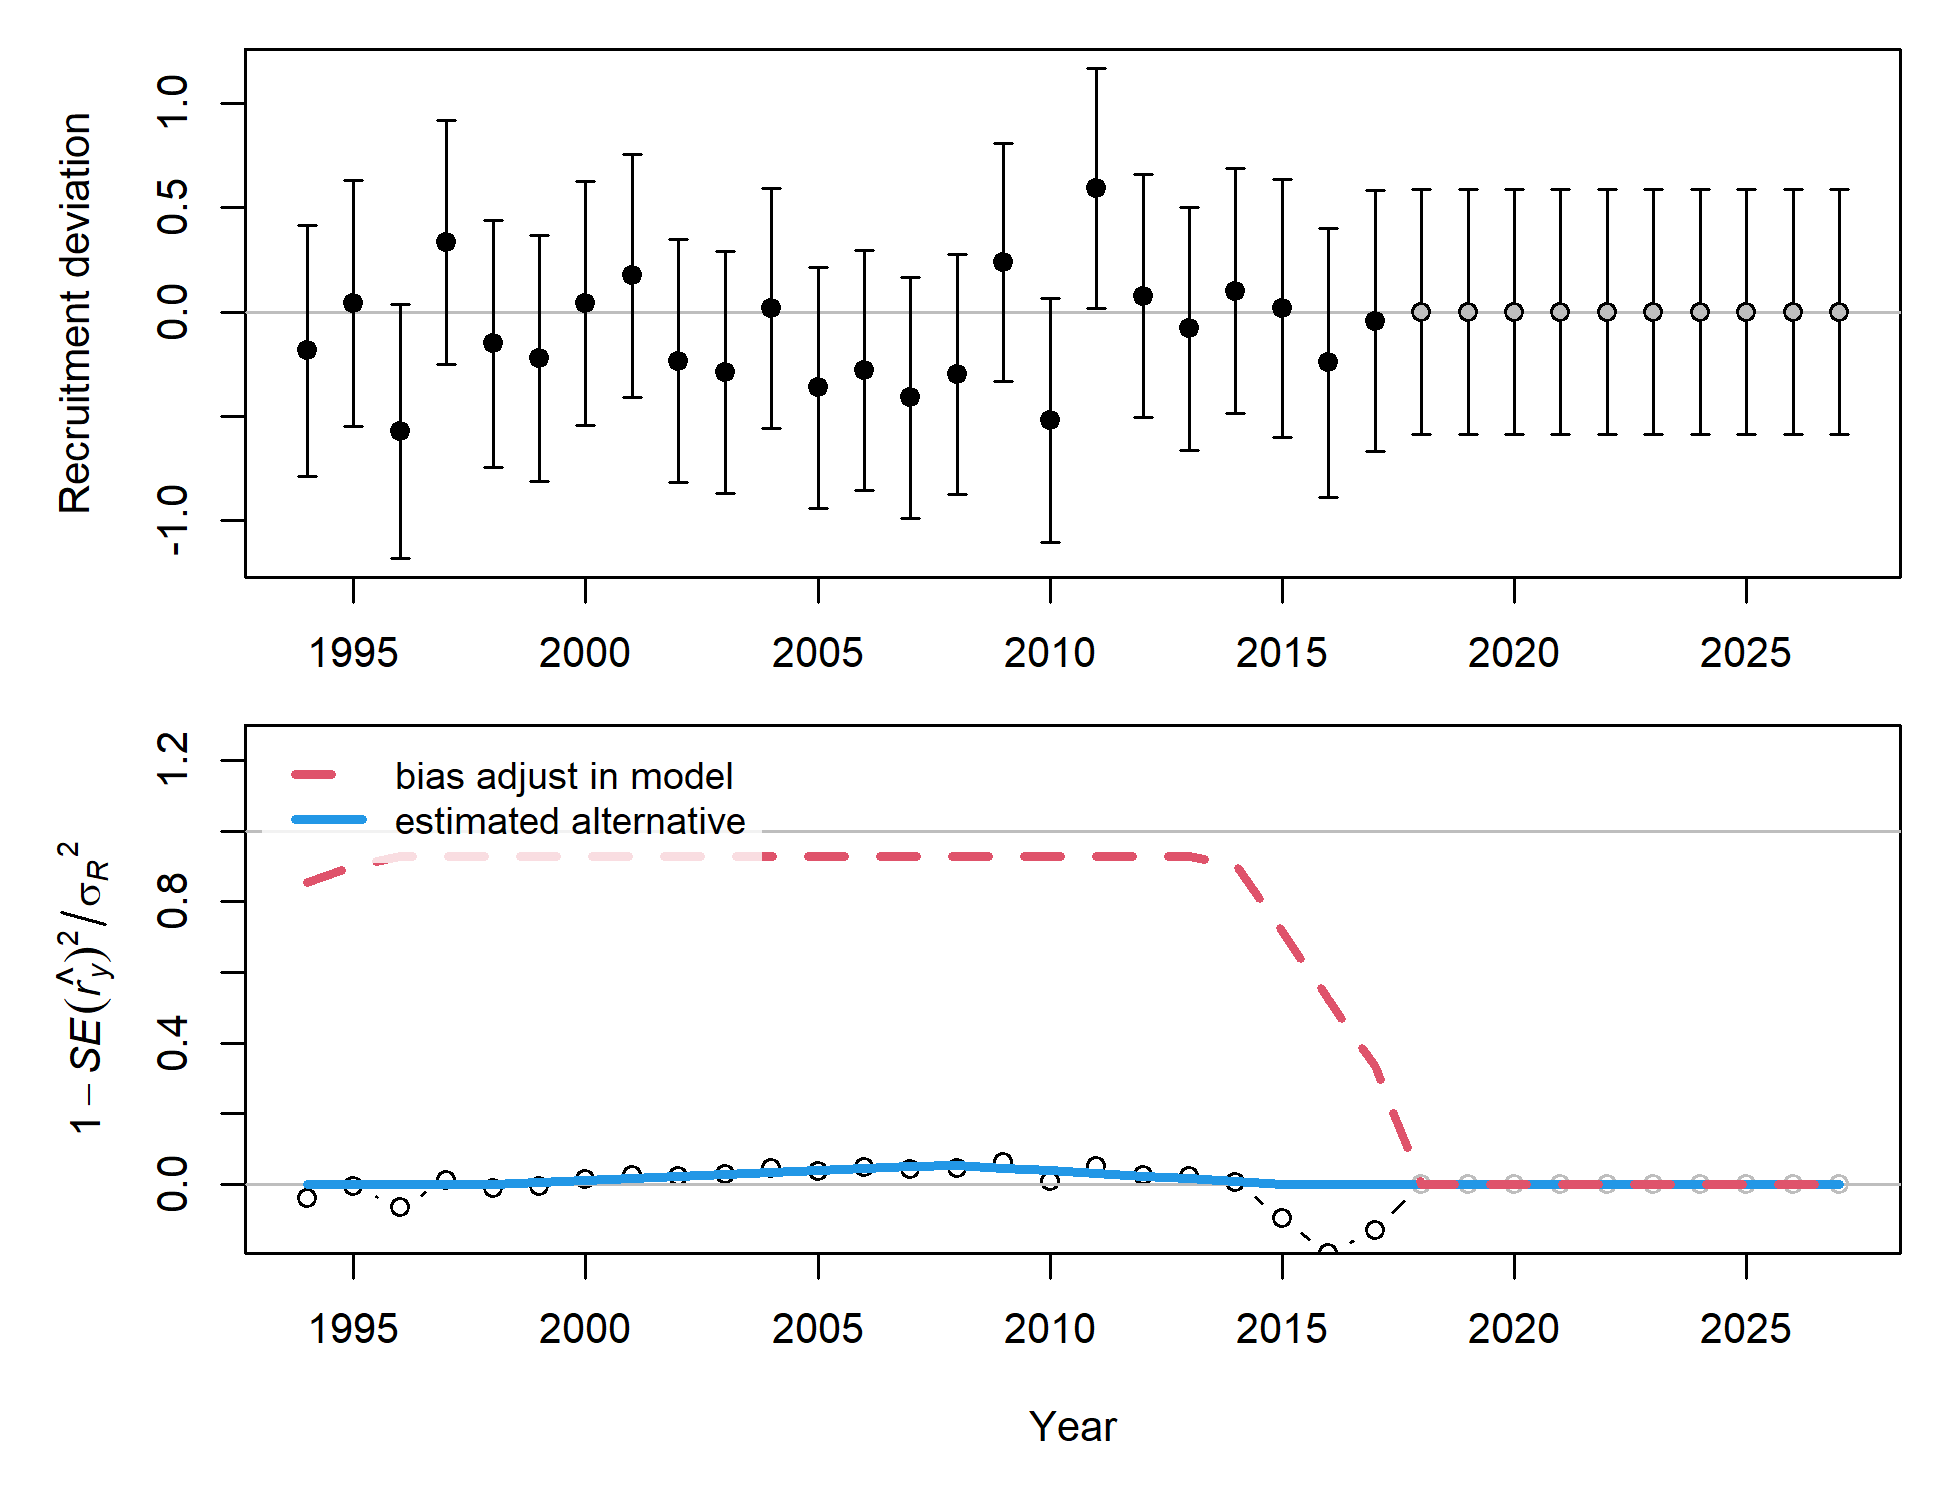 Recruitment deviation
1.0
0.5
0.0
-1.0
1995 2000 2005 2010 2015 2020 2025
bias adjust in model
estimated alternative
1 − SE(r̂_y)² / σ_R²
1.2
0.8
0.4
0.0
1995 2000 2005 2010 2015 2020 2025
Year